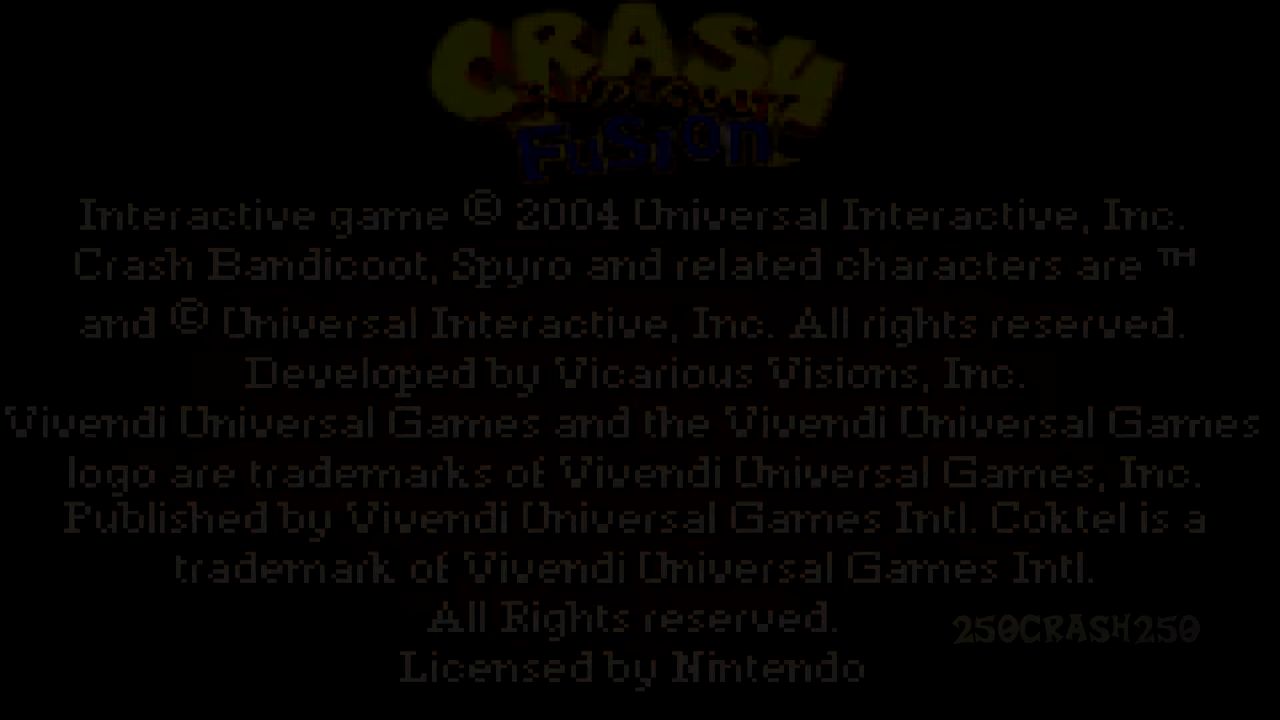 CRASH
Bandicoot
Fusion
Interactive game © 2004 Universal Interactive, Inc.
Crash Bandicoot, Spyro and related characters are ™
and © Universal Interactive, Inc. All rights reserved.
Developed by Vicarious Visions, Inc.
Vivendi Universal Games and the Vivendi Universal Games
logo are trademarks of Vivendi Universal Games, Inc.
Published by Vivendi Universal Games Intl. Coktel is a
trademark of Vivendi Universal Games Intl.
All Rights reserved.
250CRASH250
Licensed by Nintendo